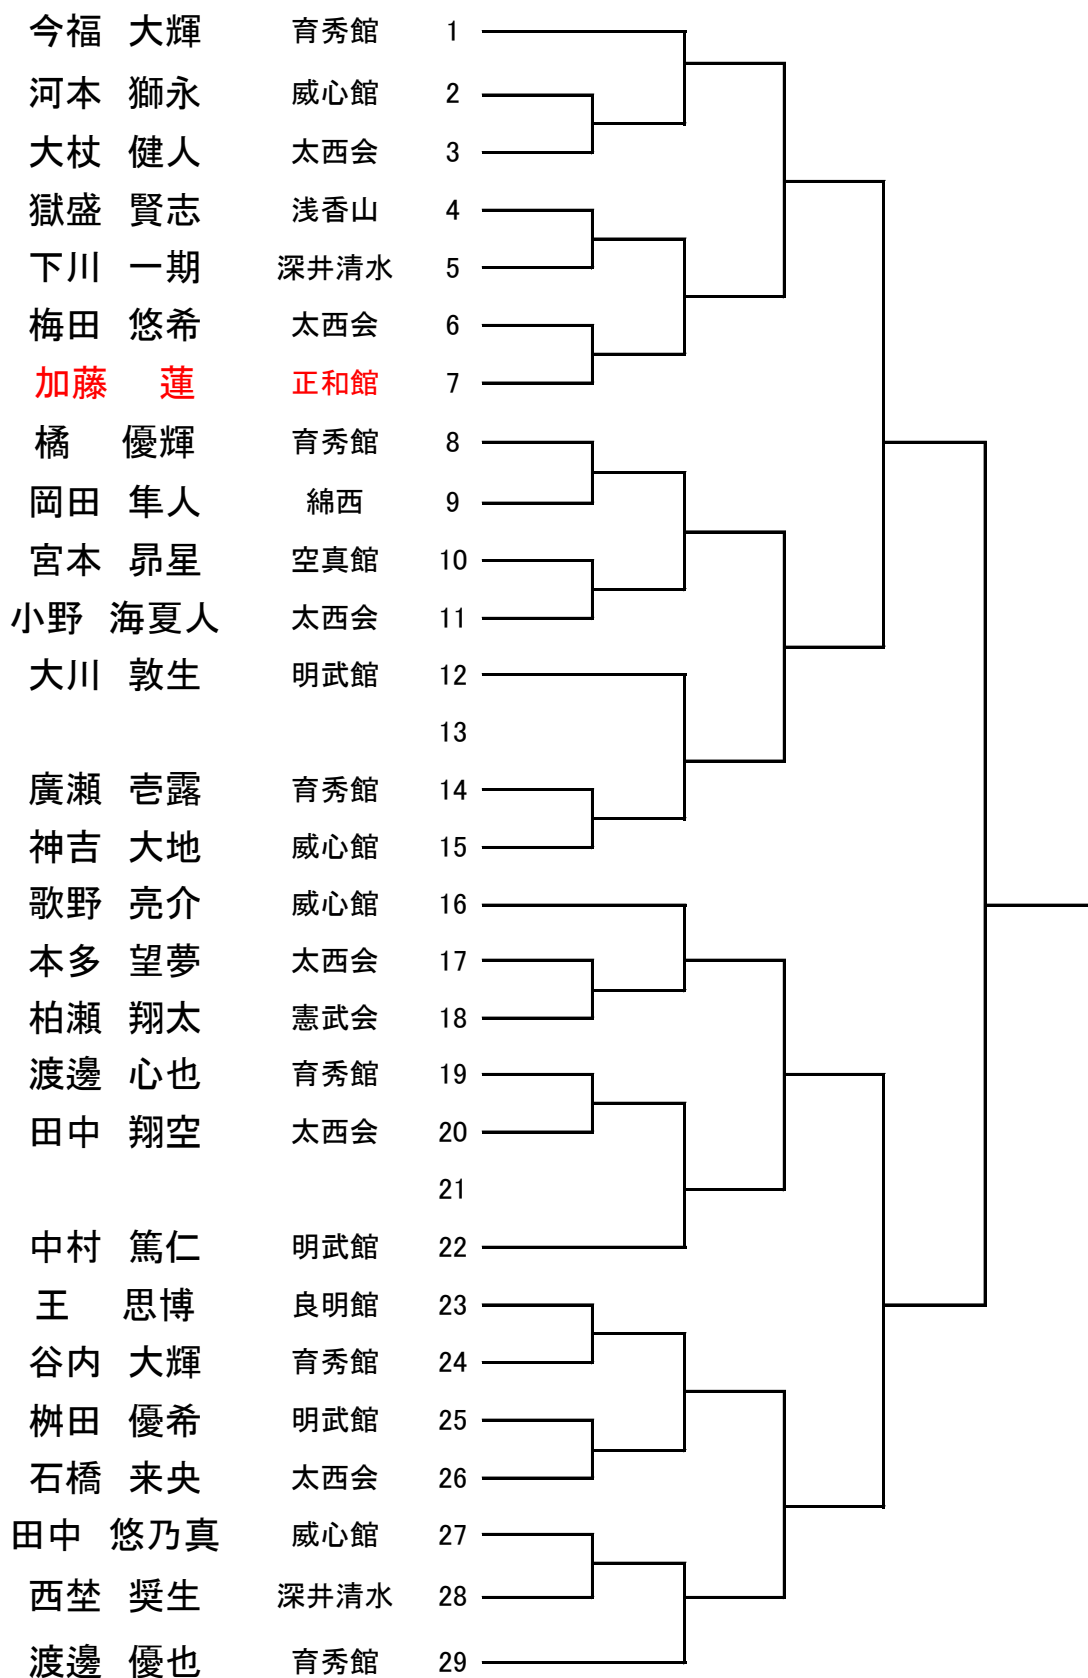 今福 大輝 育秀館 1
河本 獅永 威心館 2
大杖 健人 太西会 3
獄盛 賢志 浅香山 4
下川 一期 深井清水 5
梅田 悠希 太西会 6
加藤 蓮 正和館 7
橘 優輝 育秀館 8
岡田 隼人 綿西 9
宮本 昴星 空真館 10
小野 海夏人 太西会 11
大川 敦生 明武館 12
13
廣瀬 壱露 育秀館 14
神吉 大地 威心館 15
歌野 亮介 威心館 16
本多 望夢 太西会 17
柏瀬 翔太 憲武会 18
渡邊 心也 育秀館 19
田中 翔空 太西会 20
21
中村 篤仁 明武館 22
王 思博 良明館 23
谷内 大輝 育秀館 24
桝田 優希 明武館 25
石橋 来央 太西会 26
田中 悠乃真 威心館 27
西埜 奨生 深井清水 28
渡邊 優也 育秀館 29